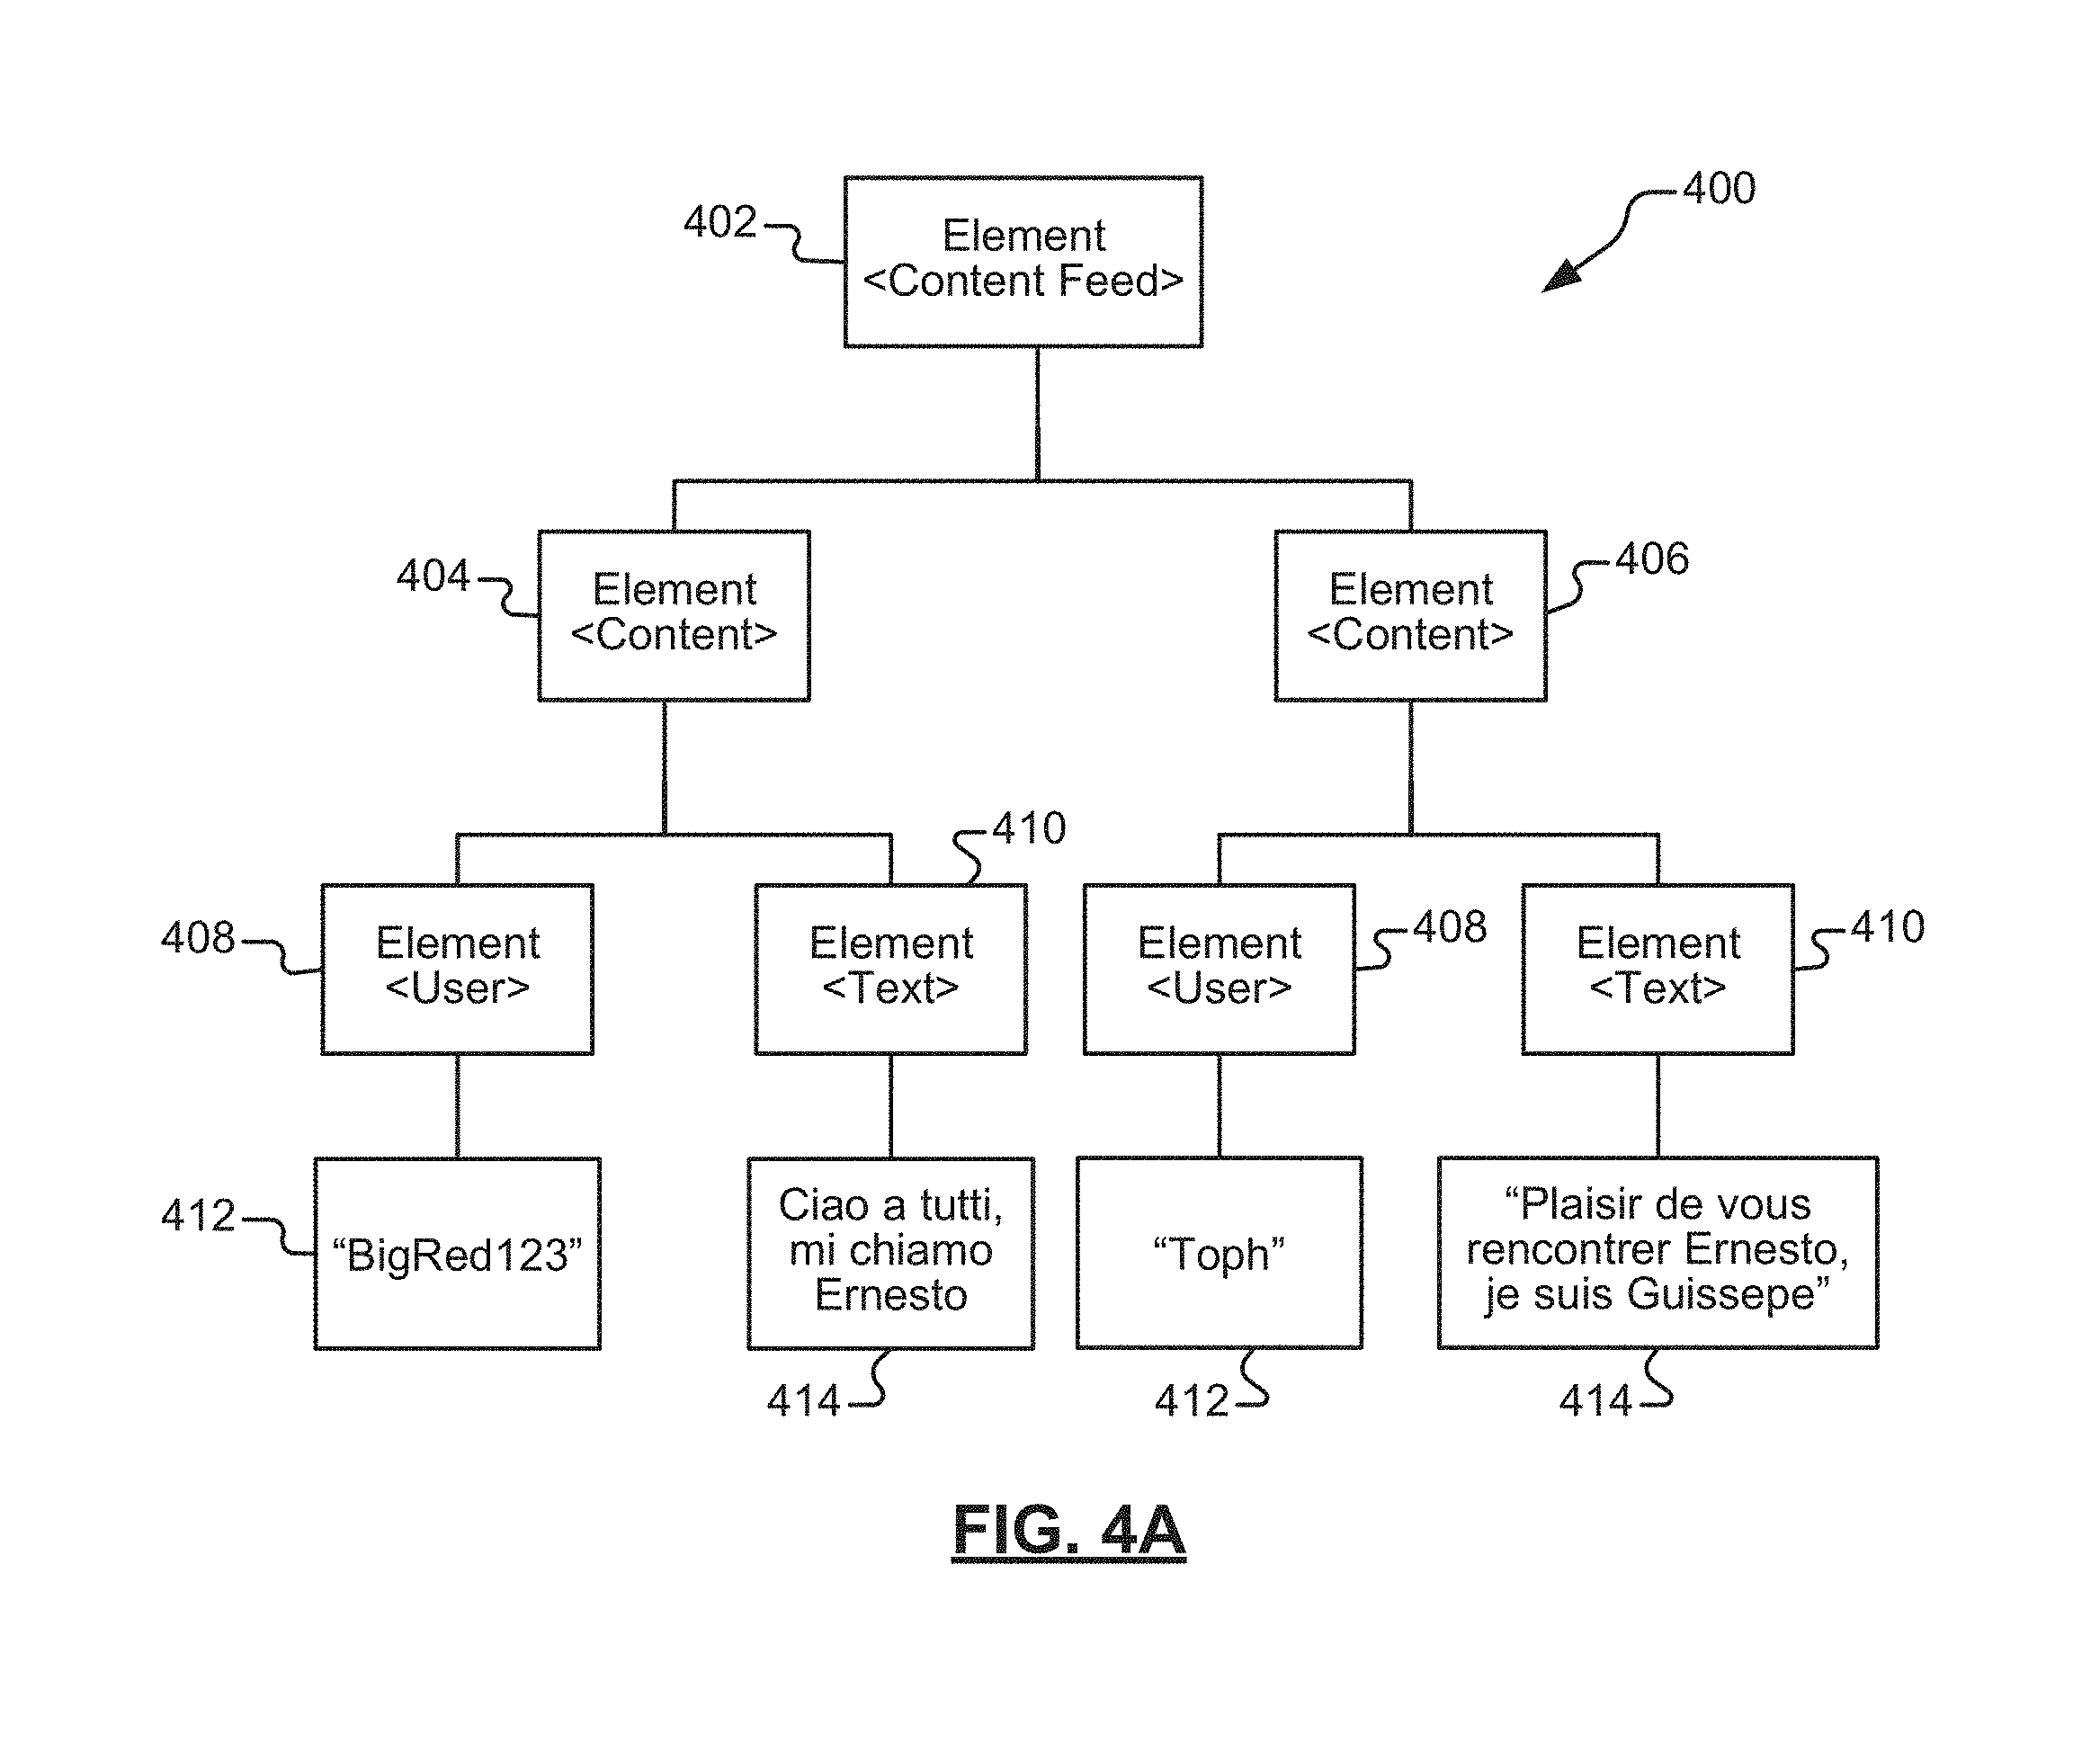 400
402
Element
<Content Feed>
404
Element
<Content>
406
Element
<Content>
408
Element
<User>
410
Element
<Text>
408
Element
<User>
410
Element
<Text>
412
“BigRed123”
Ciao a tutti,
mi chiamo
Ernesto
414
“Toph”
412
“Plaisir de vous
rencontrer Ernesto,
je suis Guissepe”
414
FIG. 4A